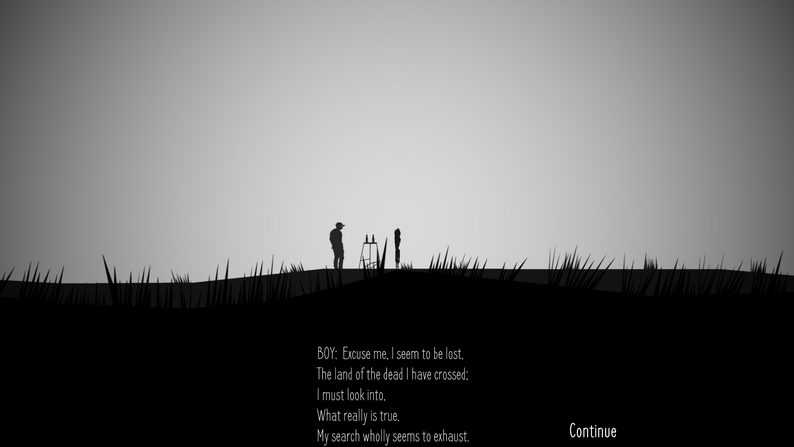 BOY: Excuse me, I seem to be lost,
The land of the dead I have crossed;
I must look into,
What really is true,
My search wholly seems to exhaust.
Continue